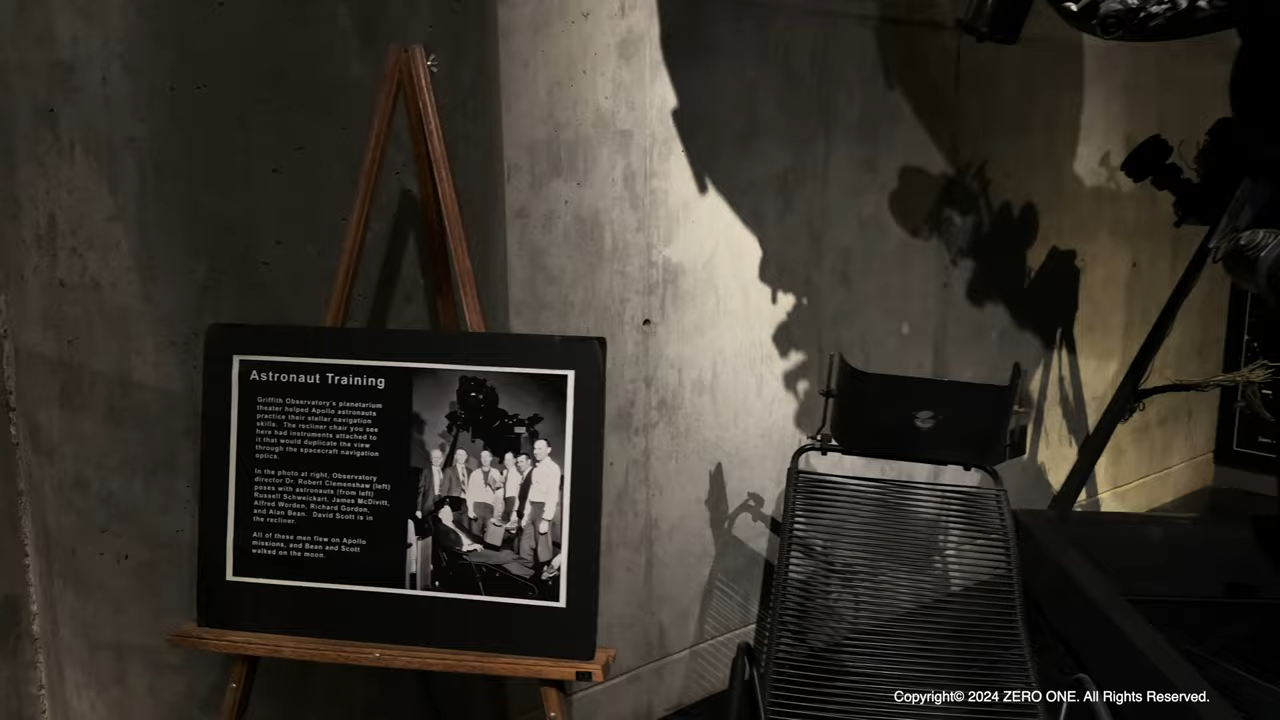 Astronaut Training
Griffith Observatory's planetarium
theater helped Apollo astronauts
practice their stellar navigation
skills. The recliner chair you see
here had instruments attached to
it that would duplicate the view
through the spacecraft navigation
optics.
In the photo at right, Observatory
director Dr. Robert Clemenshaw (left)
poses with astronauts (from left)
Russell Schweickart, James McDivitt,
Alfred Worden, Richard Gordon,
and Alan Bean. David Scott is in
the recliner.
All of these men flew on Apollo
missions, and Bean and Scott
walked on the moon.
Copyright© 2024 ZERO ONE. All Rights Reserved.